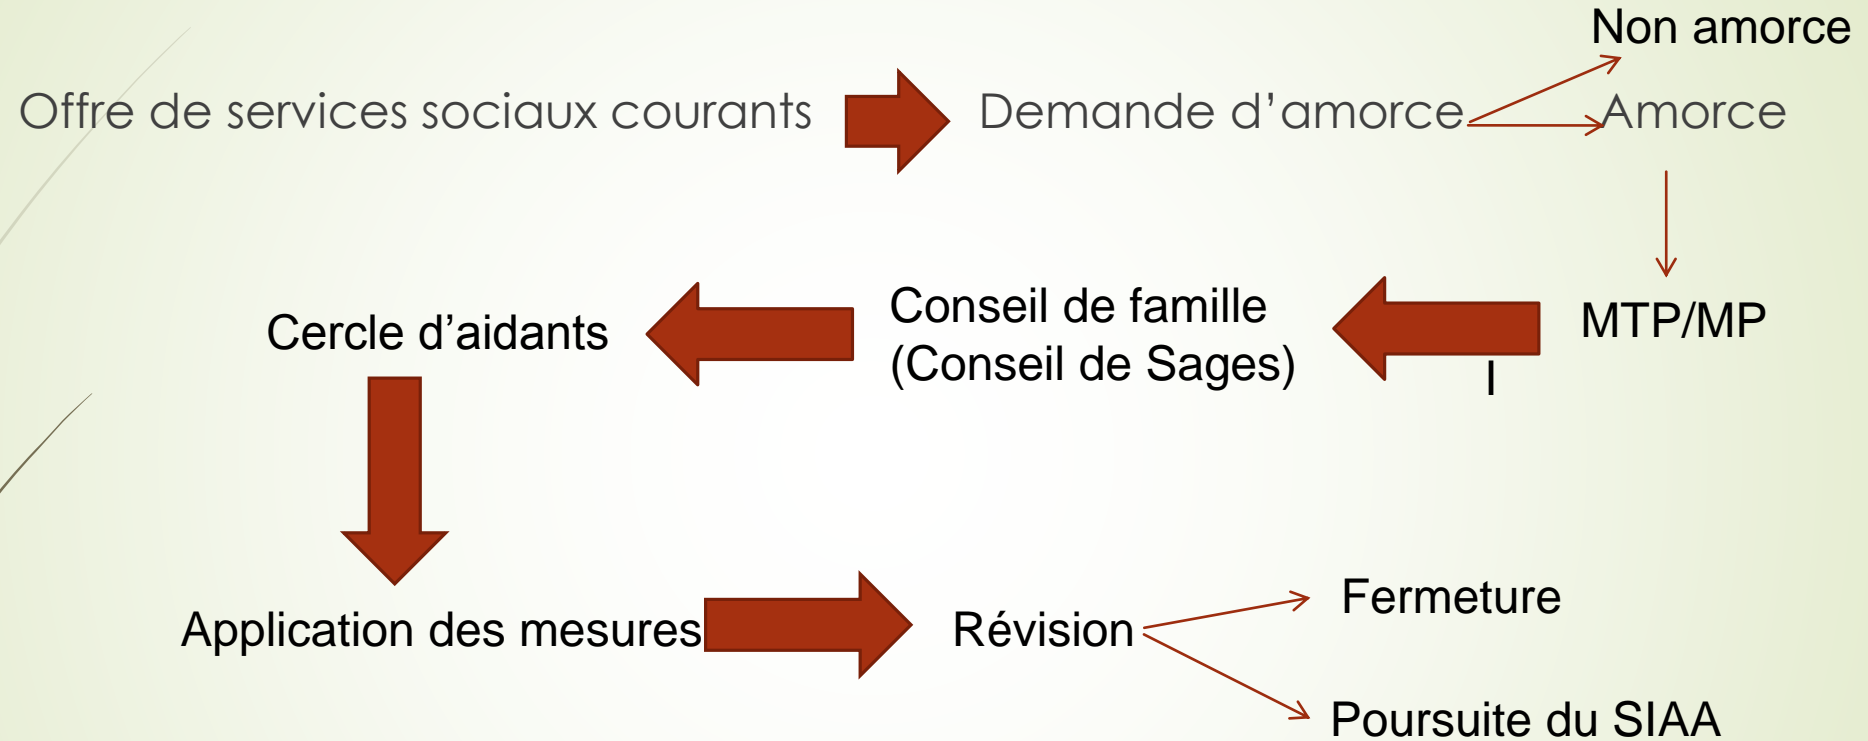 Non amorce
Offre de services sociaux courants
Demande d’amorce
Amorce
MTP/MP
Conseil de famille
(Conseil de Sages)
I
Cercle d’aidants
Application des mesures
Révision
Fermeture
Poursuite du SIAA